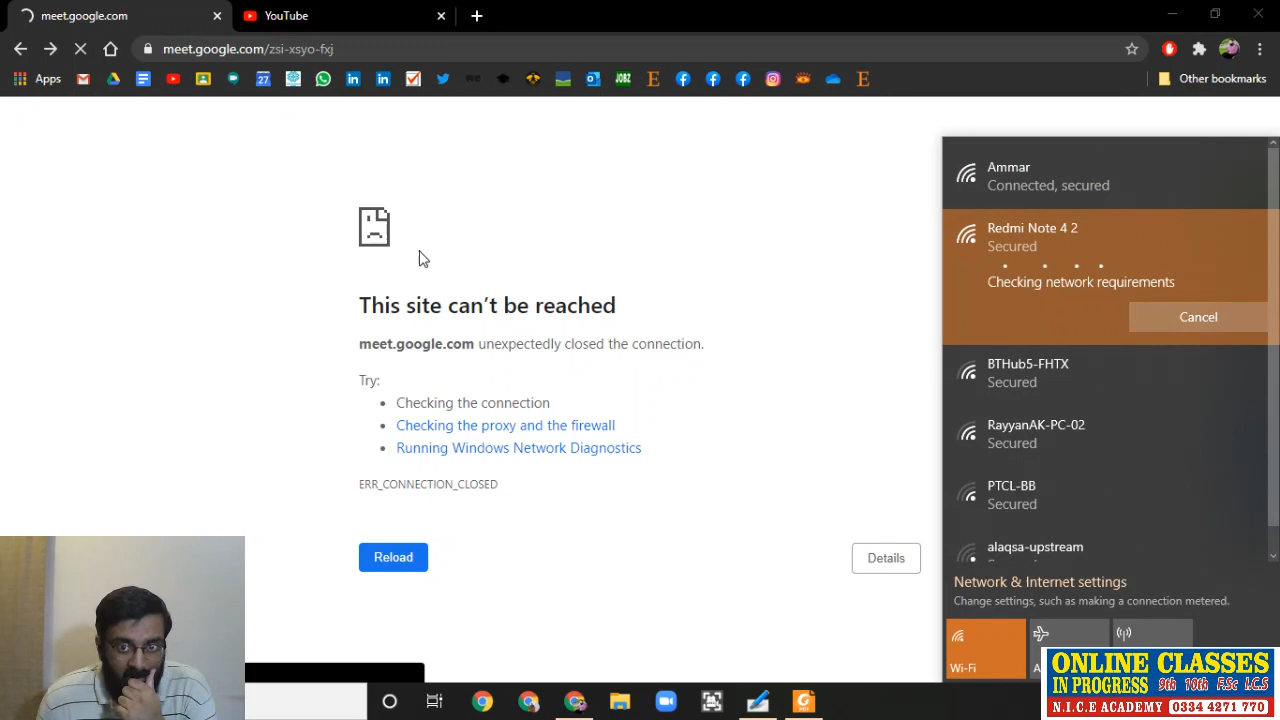 meet.google.com
YouTube
meet.google.com/zsi-xsyo-fxj
Apps
27
JOBZ
Other bookmarks
This site can't be reached
meet.google.com unexpectedly closed the connection.
Try:
Checking the connection
Checking the proxy and the firewall
Running Windows Network Diagnostics
ERR_CONNECTION_CLOSED
Reload
Details
Ammar
Connected, secured
Redmi Note 4 2
Secured
Checking network requirements
Cancel
BTHub5-FHTX
Secured
RayyanAK-PC-02
Secured
PTCL-BB
Secured
alaqsa-upstream
Network & Internet settings
Change settings, such as making a connection metered.
Wi-Fi
ONLINE CLASSES
IN PROGRESS 9th 10th F.Sc I.C.S
N.I.C.E ACADEMY 0334 4271 770